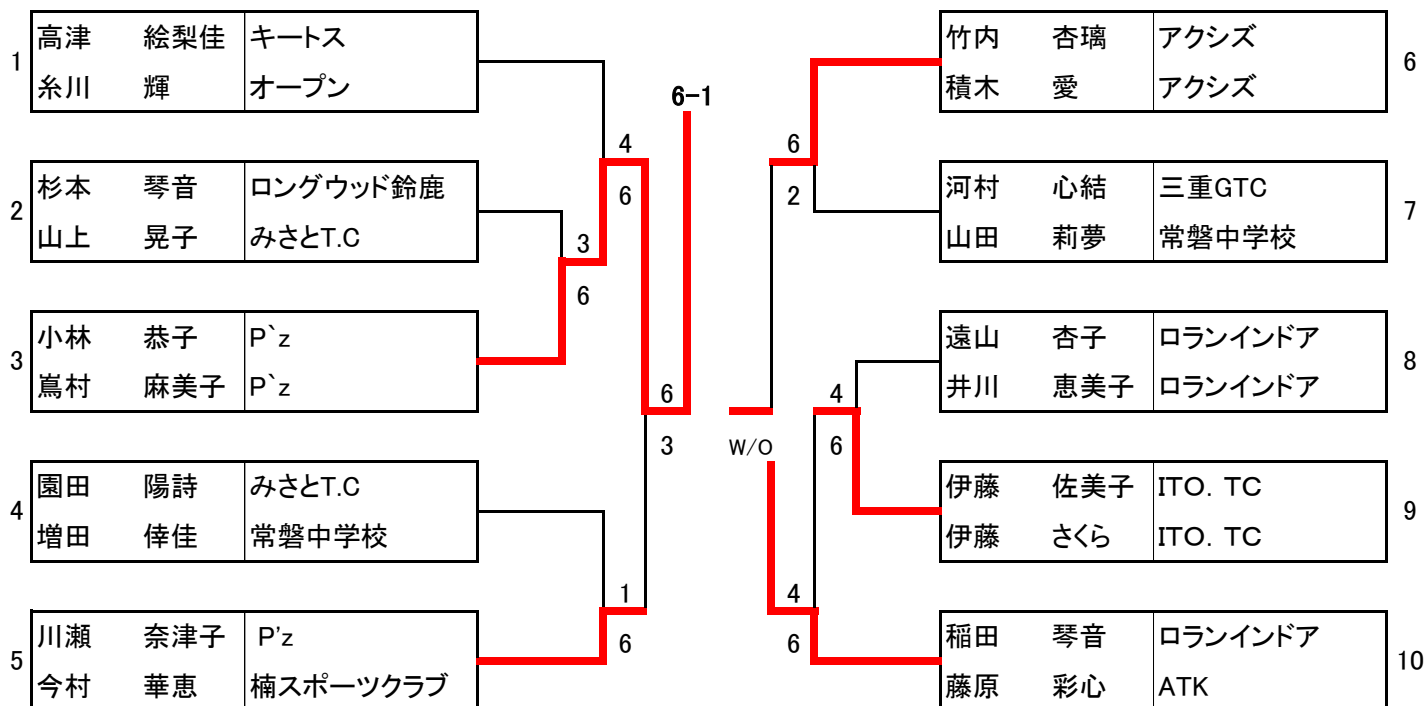 1
高津 絵梨佳 キートス
糸川 輝 オープン
2
杉本 琴音 ロングウッド鈴鹿
山上 晃子 みさとT.C
3
小林 恭子 P`z
嶌村 麻美子 P`z
4
園田 陽詩 みさとT.C
増田 倖佳 常磐中学校
5
川瀬 奈津子 P'z
今村 華恵 楠スポーツクラブ
4
6
3
6
1
6
6
3
6-1
W/O
6
2
4
6
4
6
竹内 杏璃 アクシズ
積木 愛 アクシズ
6
河村 心結 三重GTC
山田 莉夢 常磐中学校
7
遠山 杏子 ロランインドア
井川 恵美子 ロランインドア
8
伊藤 佐美子 ITO. TC
伊藤 さくら ITO. TC
9
稲田 琴音 ロランインドア
藤原 彩心 ATK
10